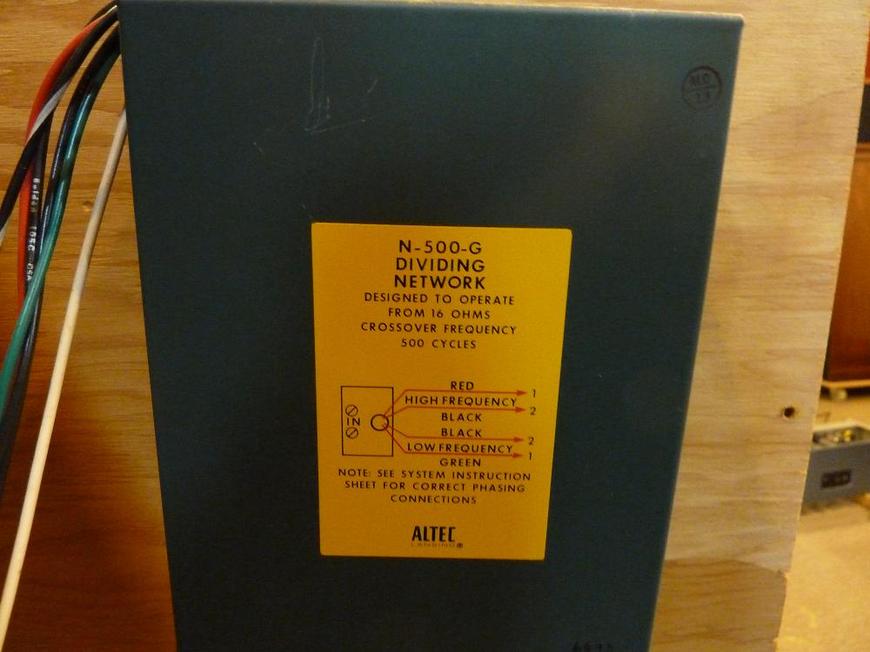 N-500-G
DIVIDING
NETWORK
DESIGNED TO OPERATE
FROM 16 OHMS
CROSSOVER FREQUENCY
500 CYCLES
RED
1
HIGH FREQUENCY
2
BLACK
IN
BLACK
2
LOW FREQUENCY
1
GREEN
NOTE: SEE SYSTEM INSTRUCTION
SHEET FOR CORRECT PHASING
CONNECTIONS
ALTEC
LANSING